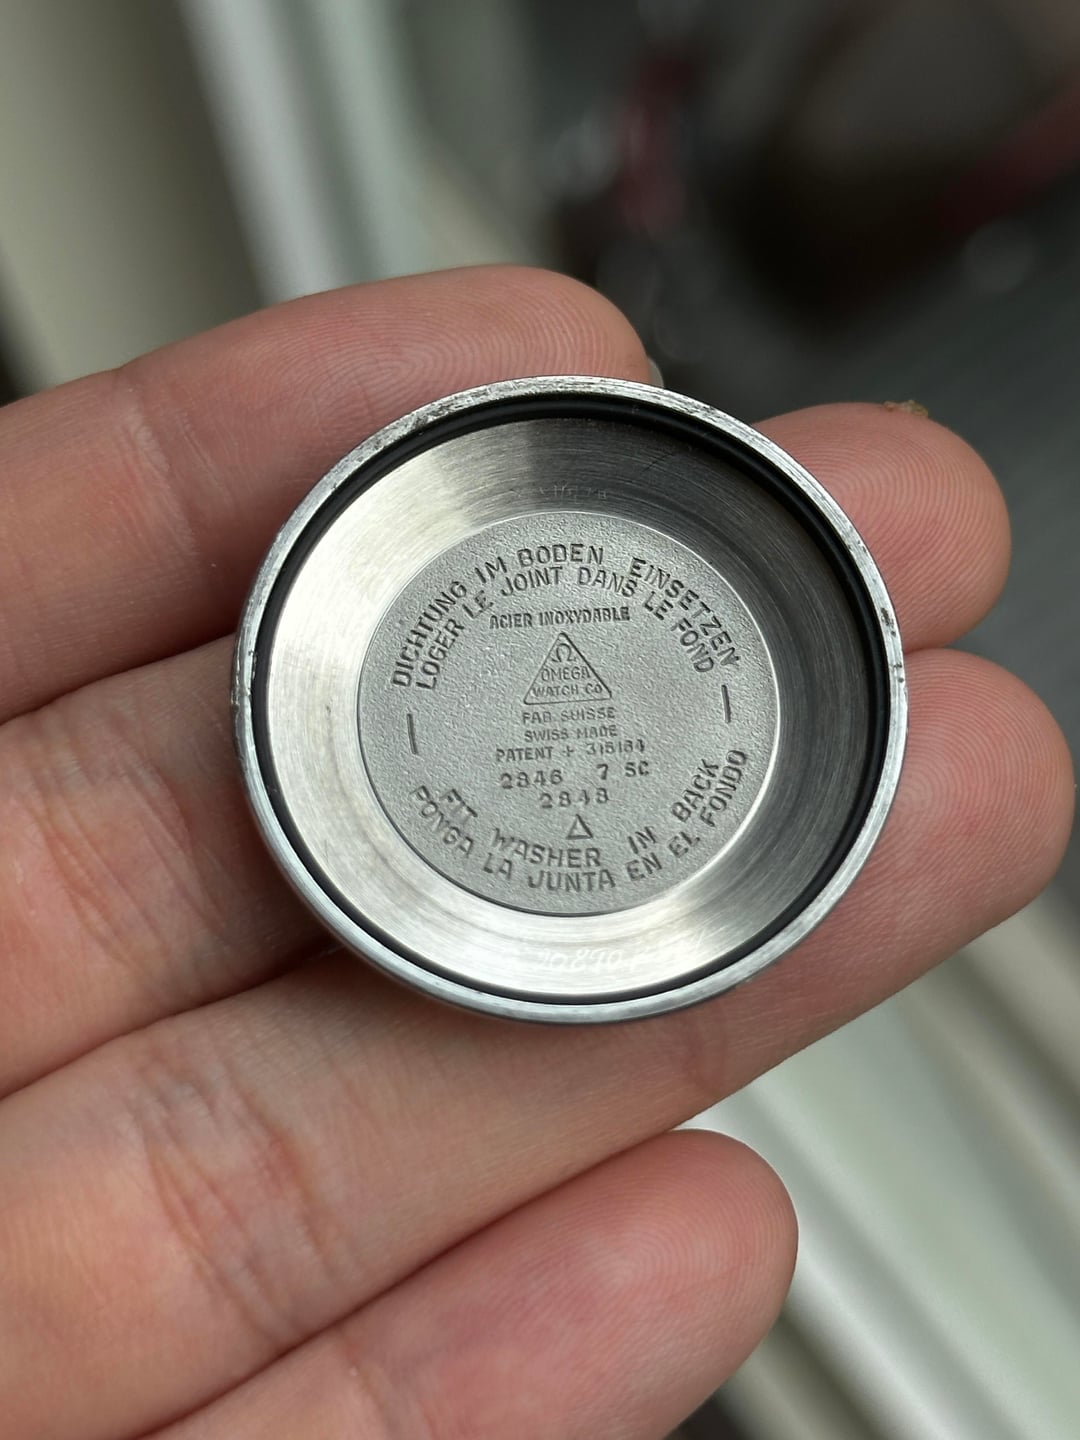 DICHTUNG IM BODEN EINSETZEN
LOGER LE JOINT DANS LE FOND
ACIER INOXYDABLE
Ω
OMEGA
WATCH Co
FAB. SUISSE
SWISS MADE
PATENT + 315184
2846 7 SC
2848
FIT WASHER IN BACK
PONGA LA JUNTA EN EL FONDO